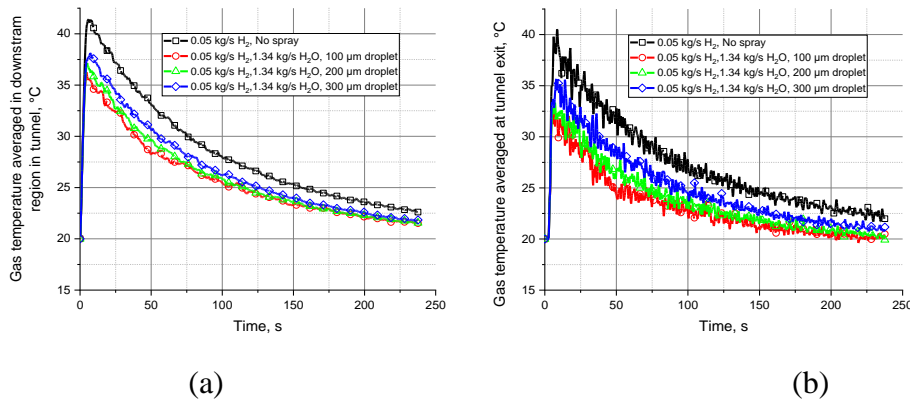 Gas temperature averaged in downstram
region in tunnel, °C
40
35
30
25
20
15
0 50 100 150 200 250
Time, s
0.05 kg/s H₂, No spray
0.05 kg/s H₂,1.34 kg/s H₂O, 100 µm droplet
0.05 kg/s H₂,1.34 kg/s H₂O, 200 µm droplet
0.05 kg/s H₂,1.34 kg/s H₂O, 300 µm droplet
(a)
Gas temperature averaged at tunnel exit, °C
40
35
30
25
20
15
0 50 100 150 200 250
Time, s
0.05 kg/s H₂, No spray
0.05 kg/s H₂,1.34 kg/s H₂O, 100 µm droplet
0.05 kg/s H₂,1.34 kg/s H₂O, 200 µm droplet
0.05 kg/s H₂,1.34 kg/s H₂O, 300 µm droplet
(b)